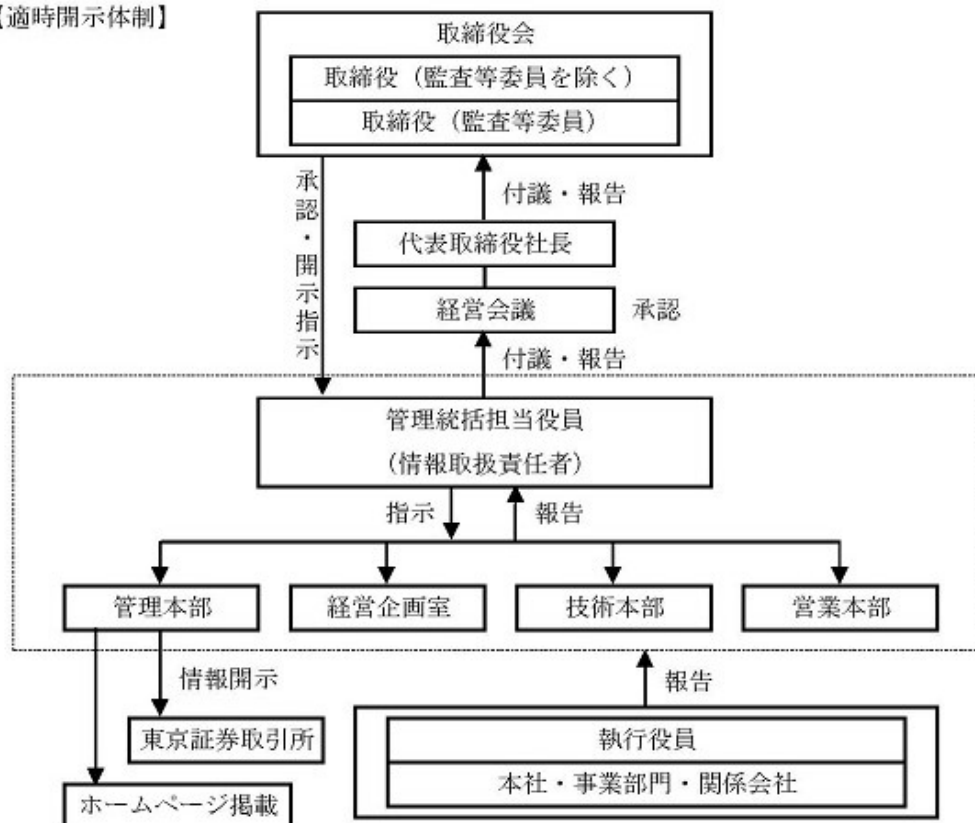 【適時開示体制】
取締役会
取締役（監査等委員を除く）
取締役（監査等委員）
承認・開示指示
付議・報告
代表取締役社長
経営会議
承認
付議・報告
管理統括担当役員
（情報取扱責任者）
指示
報告
管理本部
経営企画室
技術本部
営業本部
情報開示
報告
東京証券取引所
執行役員
本社・事業部門・関係会社
ホームページ掲載